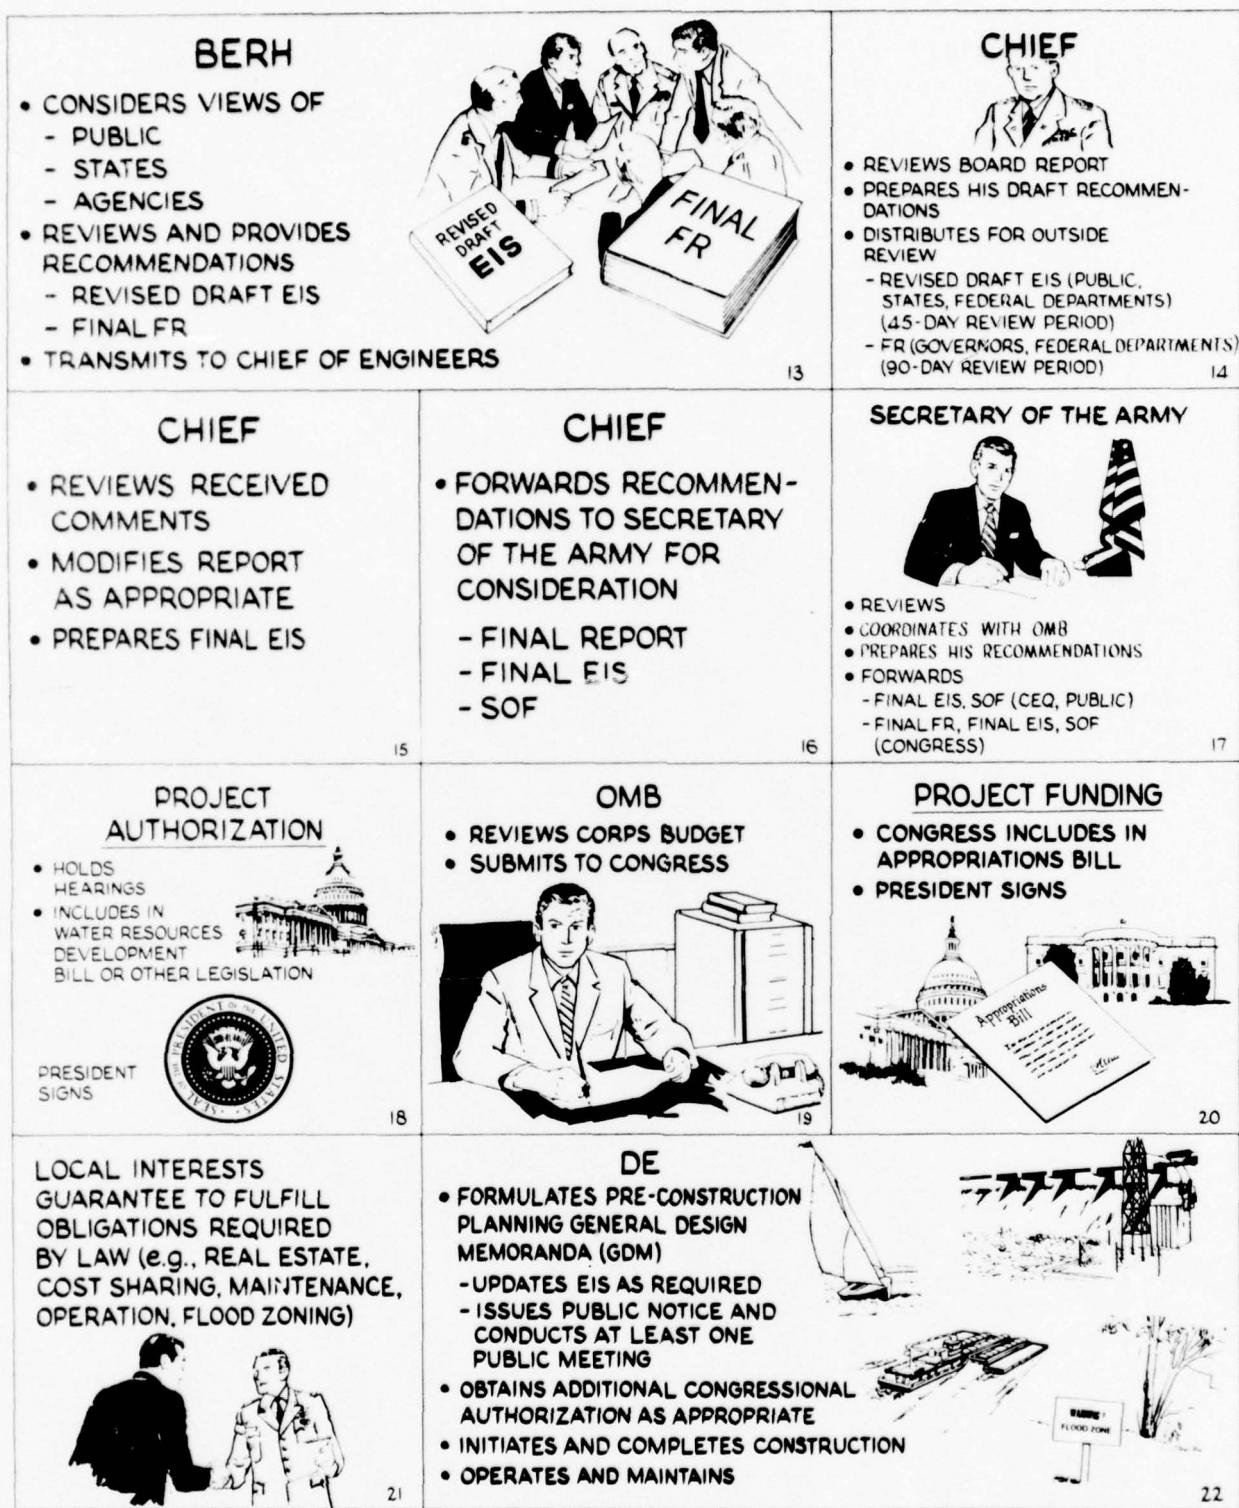 BERH
• CONSIDERS VIEWS OF
- PUBLIC
- STATES
- AGENCIES
• REVIEWS AND PROVIDES
RECOMMENDATIONS
- REVISED DRAFT EIS
- FINAL FR
• TRANSMITS TO CHIEF OF ENGINEERS
REVISED
DRAFT
EIS
FINAL
FR
13
CHIEF
• REVIEWS BOARD REPORT
• PREPARES HIS DRAFT RECOMMEN-
DATIONS
• DISTRIBUTES FOR OUTSIDE
REVIEW
- REVISED DRAFT EIS (PUBLIC,
STATES, FEDERAL DEPARTMENTS)
(45-DAY REVIEW PERIOD)
- FR (GOVERNORS, FEDERAL DEPARTMENTS)
(90-DAY REVIEW PERIOD)
14
CHIEF
• REVIEWS RECEIVED
COMMENTS
• MODIFIES REPORT
AS APPROPRIATE
• PREPARES FINAL EIS
15
CHIEF
• FORWARDS RECOMMEN-
DATIONS TO SECRETARY
OF THE ARMY FOR
CONSIDERATION
- FINAL REPORT
- FINAL EIS
- SOF
16
SECRETARY OF THE ARMY
• REVIEWS
• COORDINATES WITH OMB
• PREPARES HIS RECOMMENDATIONS
• FORWARDS
- FINAL EIS, SOF (CEQ, PUBLIC)
- FINAL FR, FINAL EIS, SOF
(CONGRESS)
17
PROJECT
AUTHORIZATION
• HOLDS
HEARINGS
• INCLUDES IN
WATER RESOURCES
DEVELOPMENT
BILL OR OTHER LEGISLATION
PRESIDENT
SIGNS
SEAL OF THE PRESIDENT OF THE UNITED STATES
18
OMB
• REVIEWS CORPS BUDGET
• SUBMITS TO CONGRESS
19
PROJECT FUNDING
• CONGRESS INCLUDES IN
APPROPRIATIONS BILL
• PRESIDENT SIGNS
Appropriations
Bill
20
LOCAL INTERESTS
GUARANTEE TO FULFILL
OBLIGATIONS REQUIRED
BY LAW (e.g., REAL ESTATE,
COST SHARING, MAINTENANCE,
OPERATION, FLOOD ZONING)
21
DE
• FORMULATES PRE-CONSTRUCTION
PLANNING GENERAL DESIGN
MEMORANDA (GDM)
- UPDATES EIS AS REQUIRED
- ISSUES PUBLIC NOTICE AND
CONDUCTS AT LEAST ONE
PUBLIC MEETING
• OBTAINS ADDITIONAL CONGRESSIONAL
AUTHORIZATION AS APPROPRIATE
• INITIATES AND COMPLETES CONSTRUCTION
• OPERATES AND MAINTAINS
WARNING!
FLOOD ZONE
22